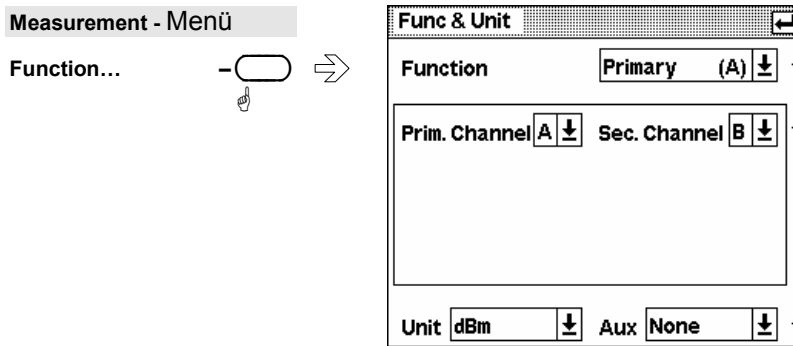 Measurement - Menü
Function…
Func & Unit
Function Primary (A)
Prim. Channel A Sec. Channel B
Unit dBm Aux None